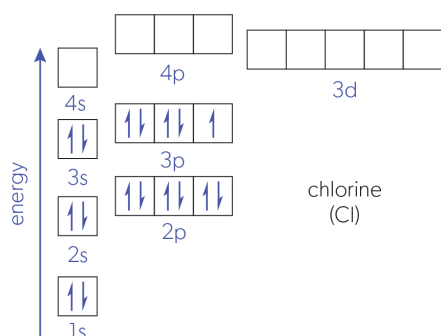 4p
3d
4s
3p
3s
chlorine
(Cl)
2p
2s
1s
energy